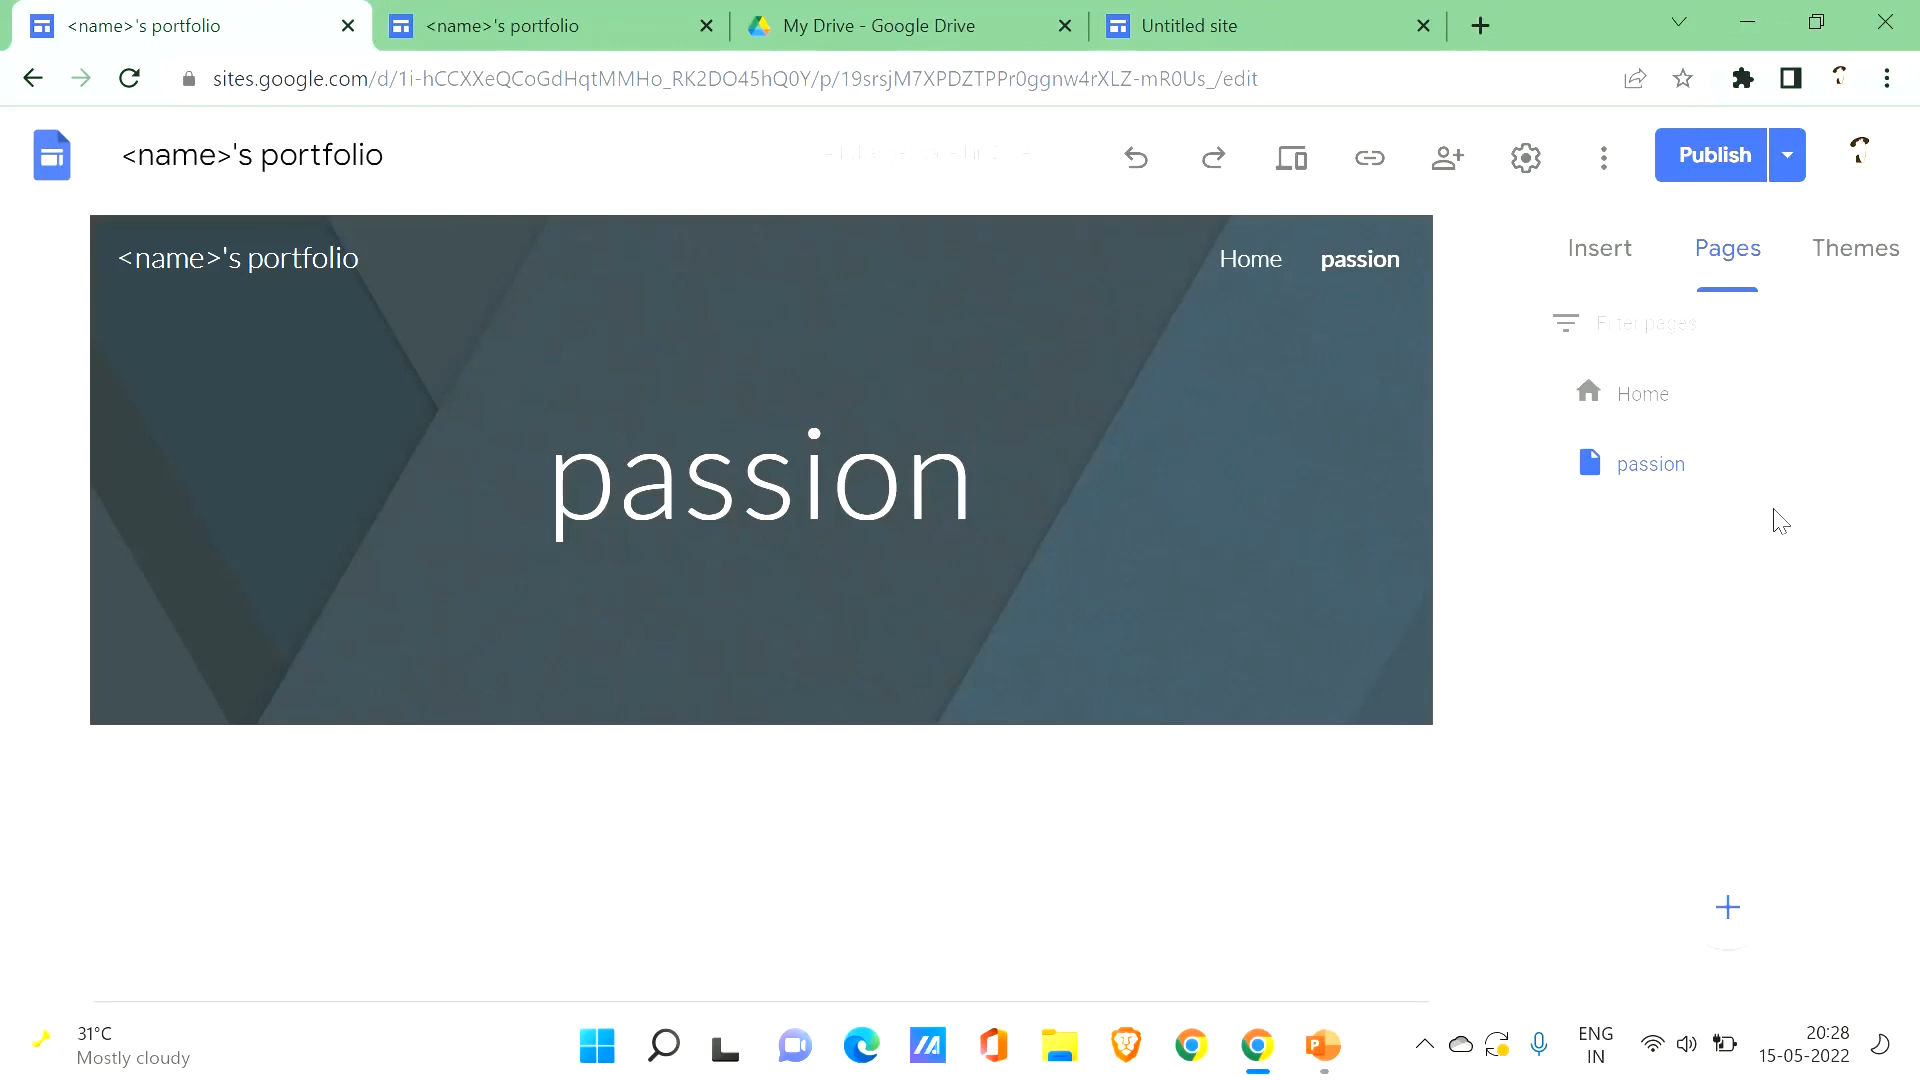 <name>'s portfolio
<name>'s portfolio
My Drive - Google Drive
Untitled site
sites.google.com/d/1i-hCCXXeQCoGdHqtMMHo_RK2DO45hQ0Y/p/19srsjM7XPDZTPPr0ggnw4rXLZ-mR0Us_/edit
<name>'s portfolio
Publish
<name>'s portfolio
Home
passion
Insert
Pages
Themes
Filter pages
Home
passion
passion
31°C
Mostly cloudy
ENG
IN
20:28
15-05-2022